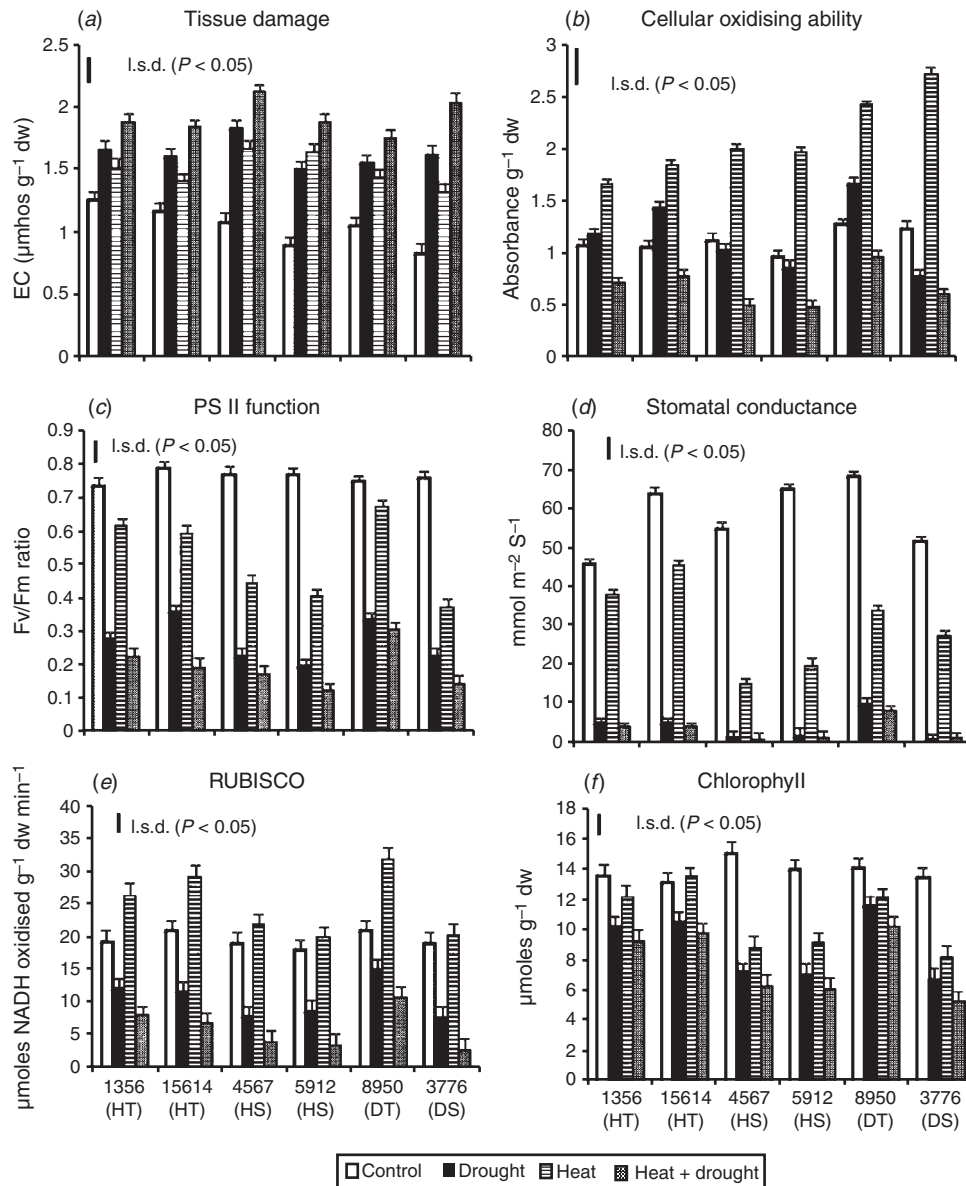 (a) Tissue damage
2.5
2
1.5
1
0.5
0
EC (µmhos g⁻¹ dw)
l.s.d. (P < 0.05)
(b) Cellular oxidising ability
3
2.5
2
1.5
1
0.5
0
Absorbance g⁻¹ dw
l.s.d. (P < 0.05)
(c) PS II function
0.9
0.8
0.7
0.6
0.5
0.4
0.3
0.2
0.1
0
Fv/Fm ratio
l.s.d. (P < 0.05)
(d) Stomatal conductance
80
70
60
50
40
30
20
10
0
mmol m⁻² S⁻¹
l.s.d. (P < 0.05)
(e) RUBISCO
40
35
30
25
20
15
10
5
0
µmoles NADH oxidised g⁻¹ dw min⁻¹
l.s.d. (P < 0.05)
1356 15614 4567 5912 8950 3776
(HT) (HT) (HS) (HS) (DT) (DS)
(f) Chlorophyll
18
16
14
12
10
8
6
4
2
0
µmoles g⁻¹ dw
l.s.d. (P < 0.05)
1356 15614 4567 5912 8950 3776
(HT) (HT) (HS) (HS) (DT) (DS)
Control Drought Heat Heat + drought